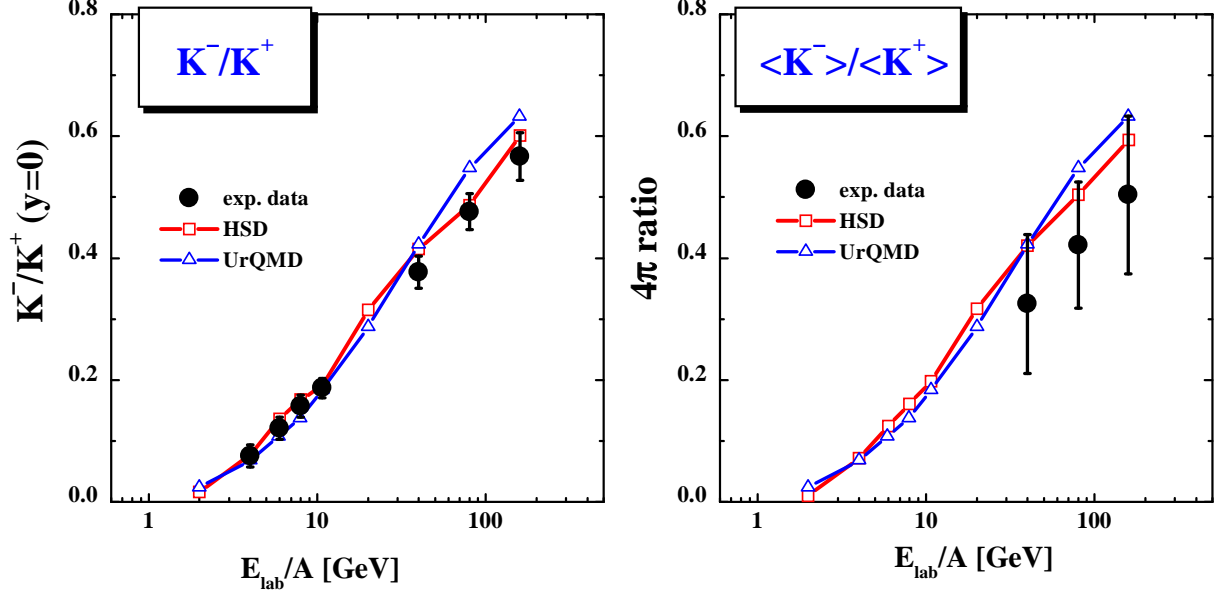 K⁻/K⁺
K⁻/K⁺ (y=0)
0.8
0.6
0.4
0.2
0.0
exp. data
HSD
UrQMD
1 10 100
E_lab/A [GeV]
<K⁻>/<K⁺>
4π ratio
0.8
0.6
0.4
0.2
0.0
exp. data
HSD
UrQMD
1 10 100
E_lab/A [GeV]